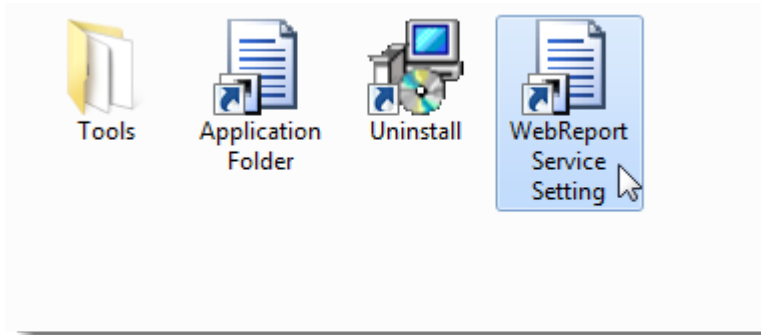 Tools
Application
Folder
Uninstall
WebReport
Service
Setting